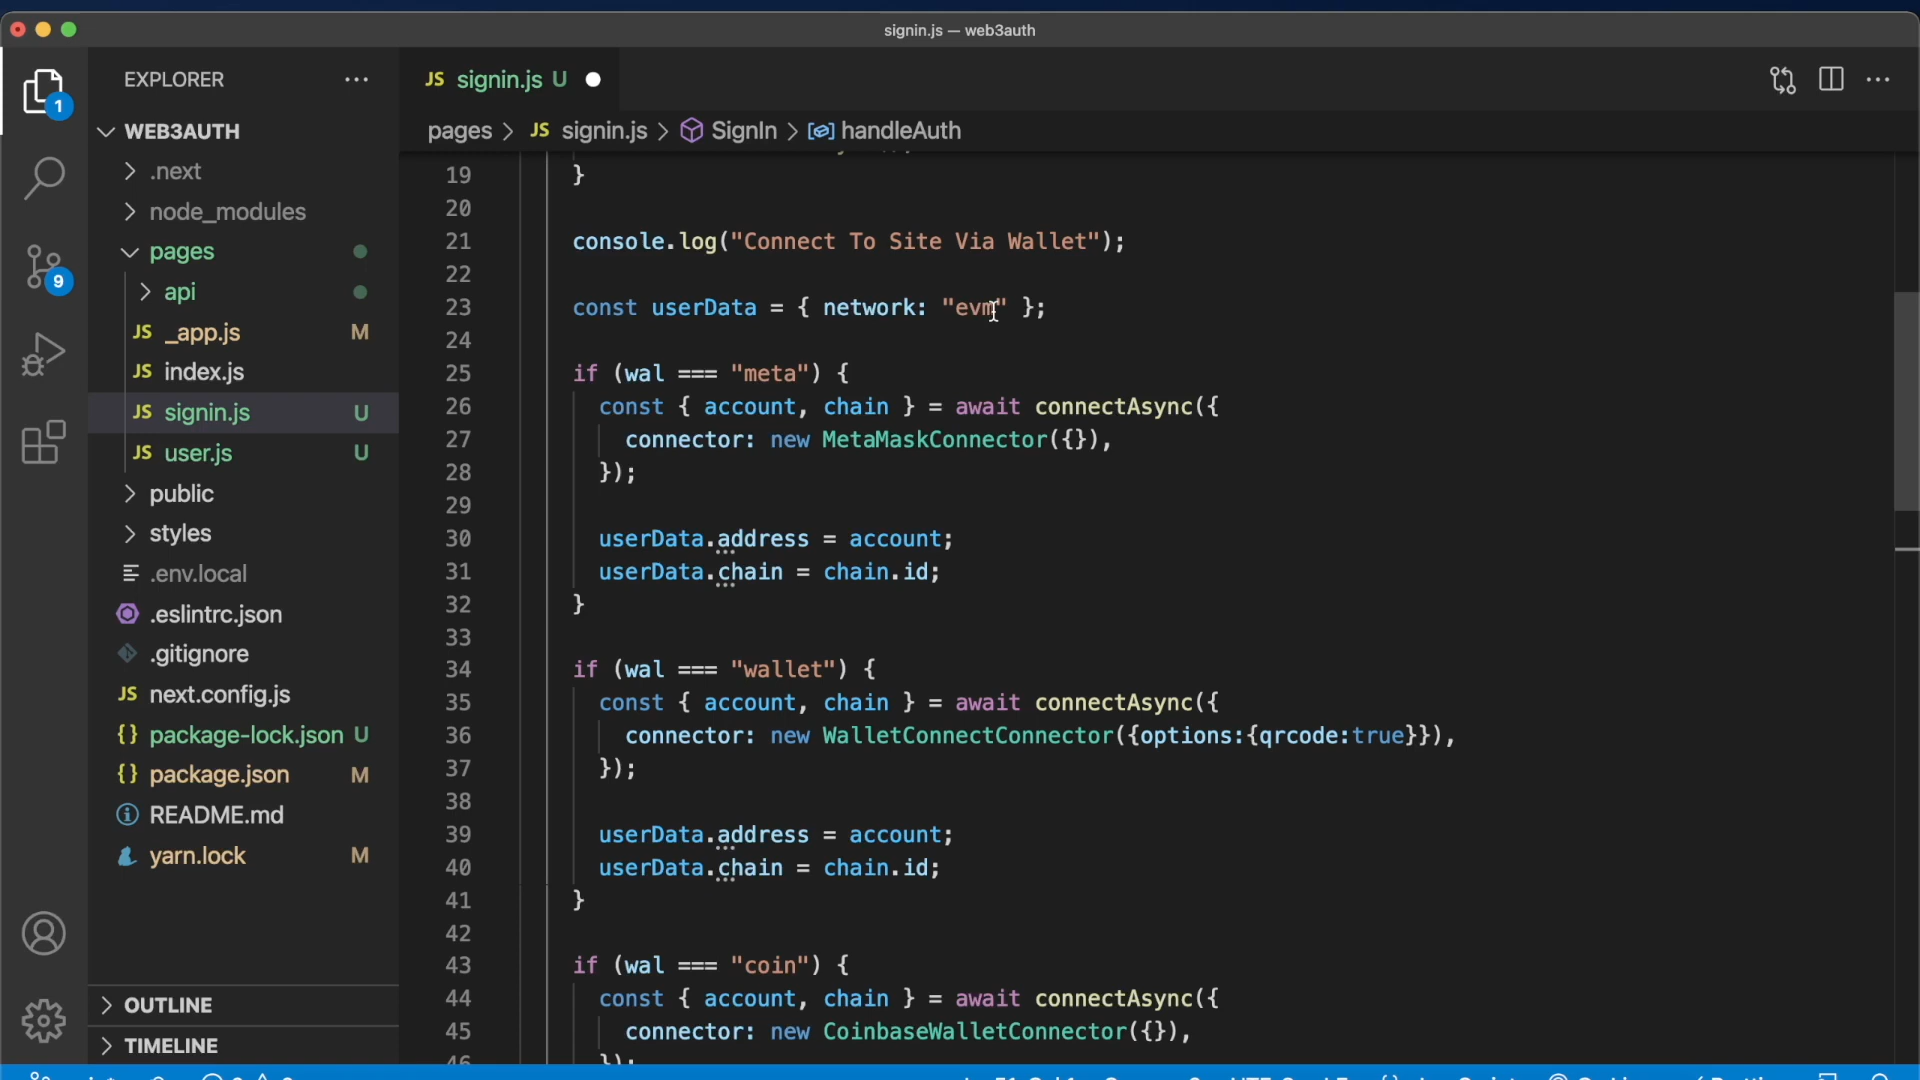 signin.js — web3auth
EXPLORER
JS signin.js U
1
WEB3AUTH
pages > JS signin.js > SignIn > handleAuth
.next
node_modules
pages
api
JS _app.js M
JS index.js
JS signin.js U
JS user.js U
public
styles
.env.local
.eslintrc.json
.gitignore
JS next.config.js
{} package-lock.json U
{} package.json M
README.md
yarn.lock M
9
OUTLINE
TIMELINE
19 }
20
21 console.log("Connect To Site Via Wallet");
22
23 const userData = { network: "evm" };
24
25 if (wal === "meta") {
26 const { account, chain } = await connectAsync({
27 connector: new MetaMaskConnector({}),
28 });
29
30 userData.address = account;
31 userData.chain = chain.id;
32 }
33
34 if (wal === "wallet") {
35 const { account, chain } = await connectAsync({
36 connector: new WalletConnectConnector({options:{qrcode:true}}),
37 });
38
39 userData.address = account;
40 userData.chain = chain.id;
41 }
42
43 if (wal === "coin") {
44 const { account, chain } = await connectAsync({
45 connector: new CoinbaseWalletConnector({}),
46 });